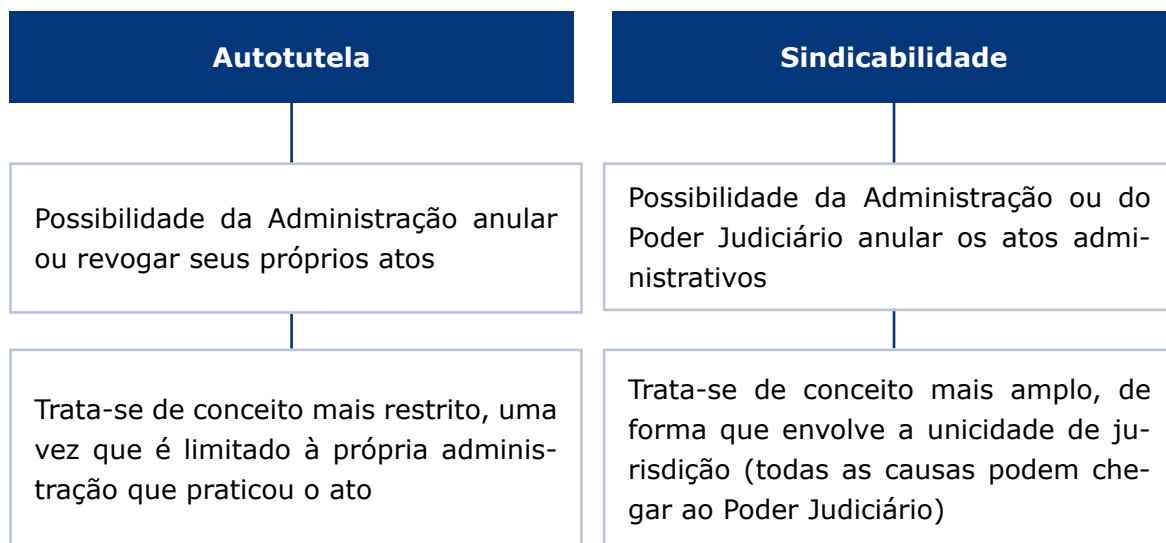 Autotutela
Possibilidade da Administração anular
ou revogar seus próprios atos
Trata-se de conceito mais restrito, uma
vez que é limitado à própria adminis-
tração que praticou o ato
Sindicabilidade
Possibilidade da Administração ou do
Poder Judiciário anular os atos admi-
nistrativos
Trata-se de conceito mais amplo, de
forma que envolve a unicidade de ju-
risdição (todas as causas podem che-
gar ao Poder Judiciário)